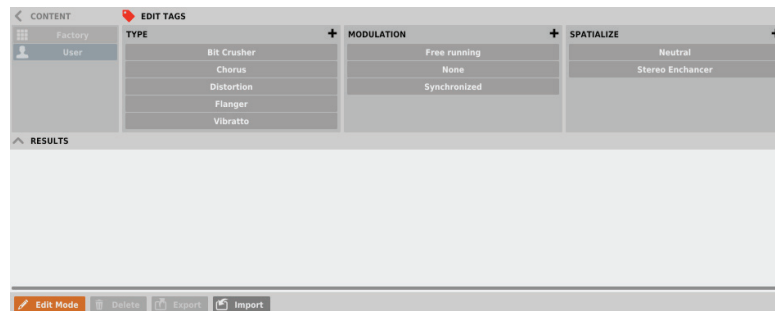 CONTENT
EDIT TAGS
Factory
User
TYPE
Bit Crusher
Chorus
Distortion
Flanger
Vibratto
MODULATION
Free running
None
Synchronized
SPATIALIZE
Neutral
Stereo Enchancer
RESULTS
Edit Mode
Delete
Export
Import